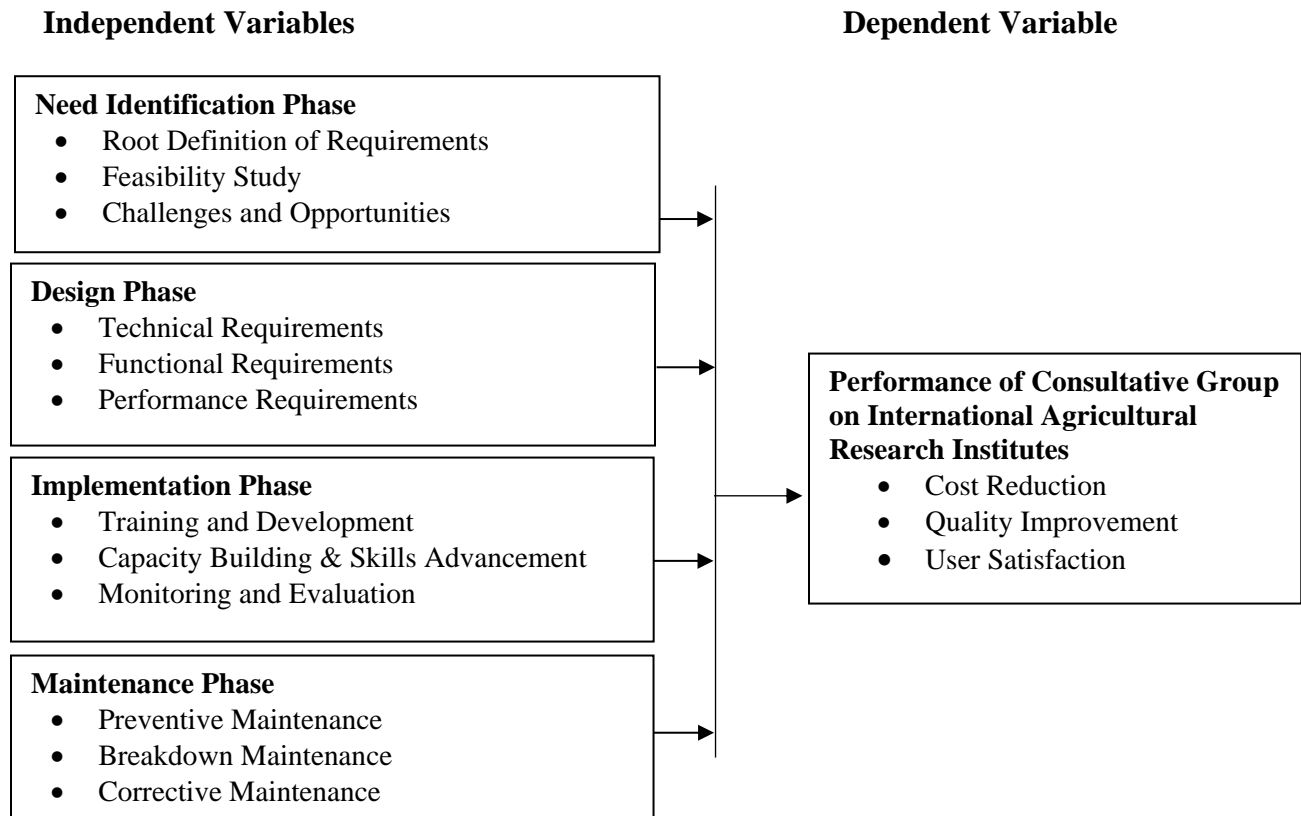 Independent Variables
Dependent Variable
Need Identification Phase
• Root Definition of Requirements
• Feasibility Study
• Challenges and Opportunities
Design Phase
• Technical Requirements
• Functional Requirements
• Performance Requirements
Implementation Phase
• Training and Development
• Capacity Building & Skills Advancement
• Monitoring and Evaluation
Maintenance Phase
• Preventive Maintenance
• Breakdown Maintenance
• Corrective Maintenance
Performance of Consultative Group
on International Agricultural
Research Institutes
• Cost Reduction
• Quality Improvement
• User Satisfaction